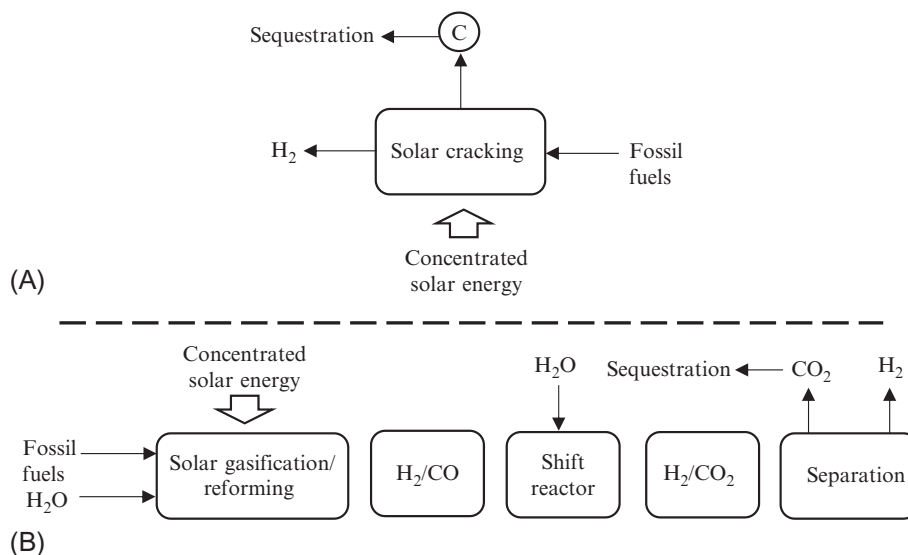 Sequestration
C
H₂
Solar cracking
Fossil
fuels
Concentrated
solar energy
(A)
Concentrated
solar energy
H₂O
Sequestration
CO₂
H₂
Fossil
fuels
H₂O
Solar gasification/
reforming
H₂/CO
Shift
reactor
H₂/CO₂
Separation
(B)